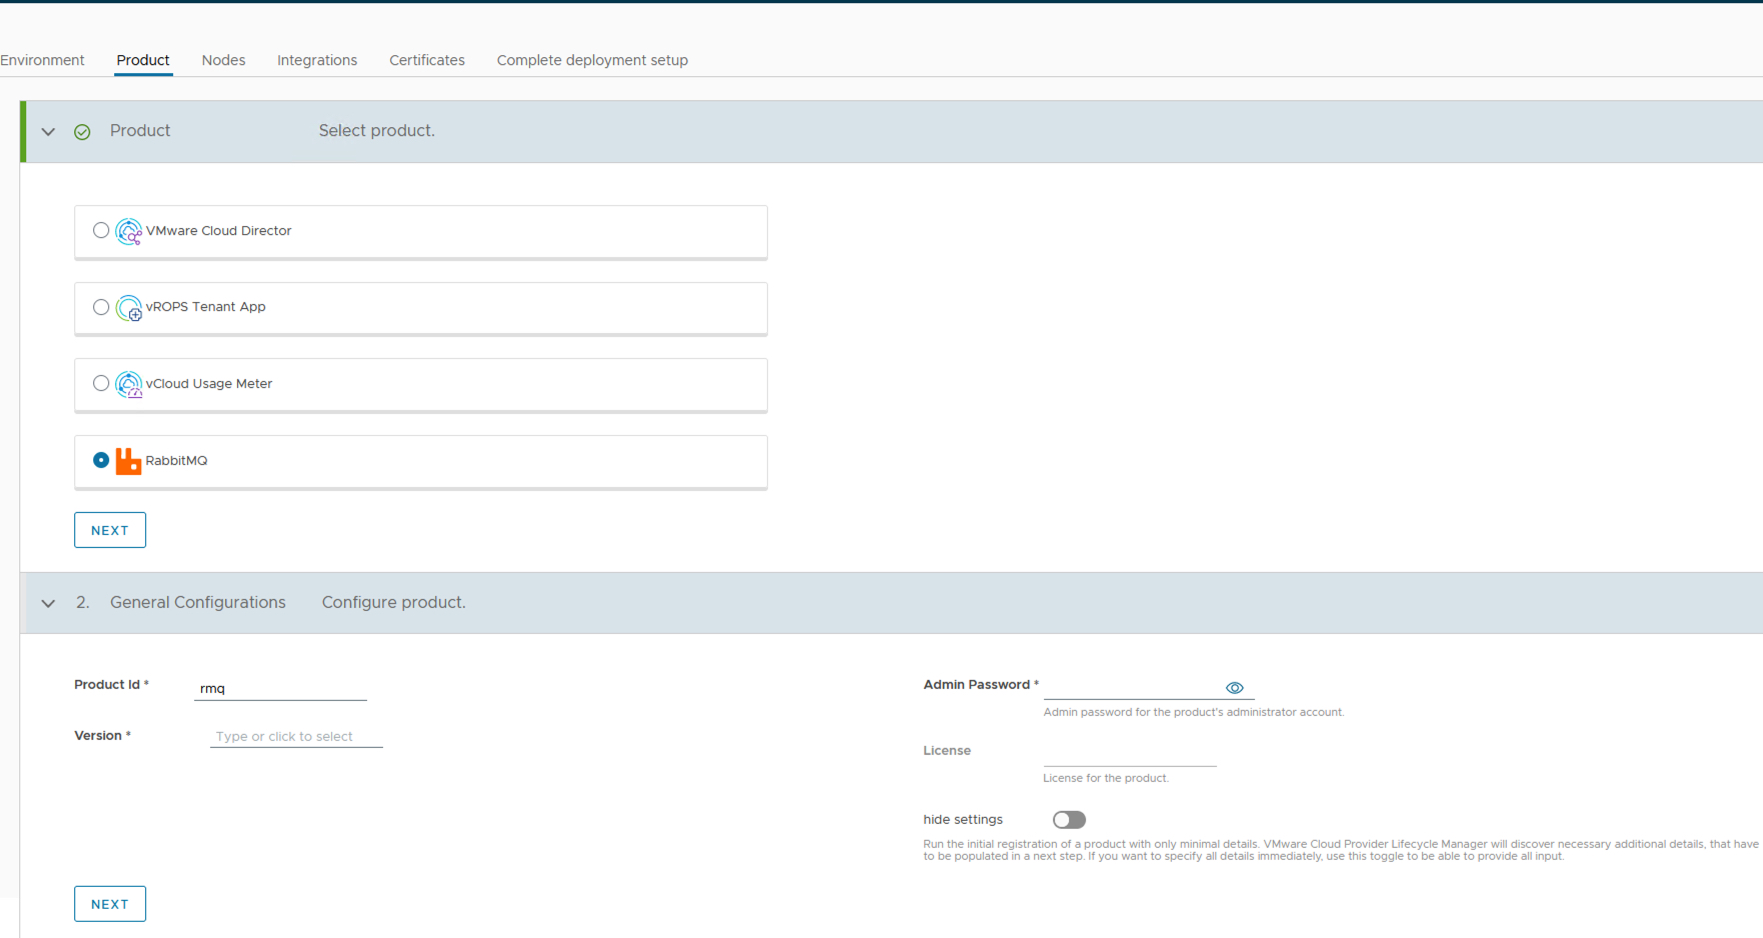 Environment Product Nodes Integrations Certificates Complete deployment setup
Product Select product.
VMware Cloud Director
vROPS Tenant App
vCloud Usage Meter
RabbitMQ
NEXT
2. General Configurations Configure product.
Product Id * rmq
Version * Type or click to select
Admin Password *
Admin password for the product's administrator account.
License
License for the product.
hide settings
Run the initial registration of a product with only minimal details. VMware Cloud Provider Lifecycle Manager will discover necessary additional details, that have
to be populated in a next step. If you want to specify all details immediately, use this toggle to be able to provide all input.
NEXT